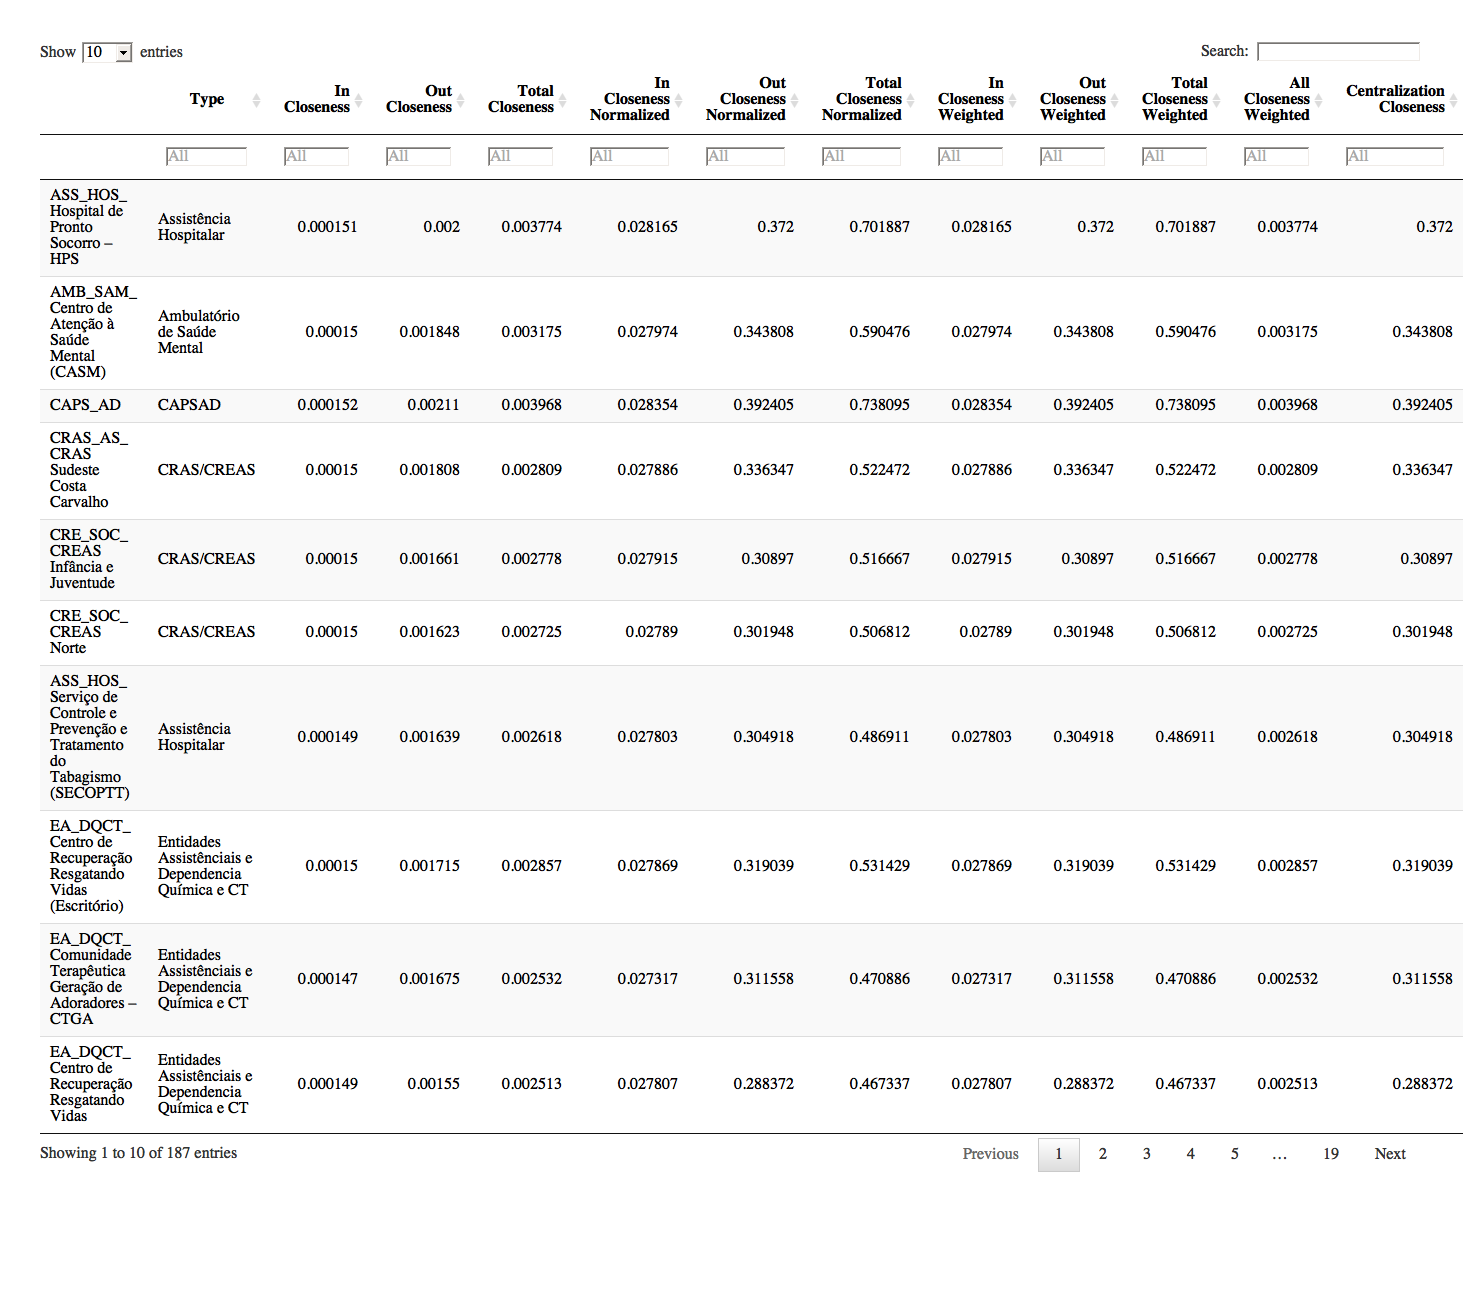 Show 10 entries
Search:
Type
In Closeness
Out Closeness
Total Closeness
In Closeness Normalized
Out Closeness Normalized
Total Closeness Normalized
In Closeness Weighted
Out Closeness Weighted
Total Closeness Weighted
All Closeness Weighted
Centralization Closeness
All All All All All All All All All All All All
ASS_HOS_
Hospital de
Pronto
Socorro –
HPS
Assistência
Hospitalar
0.000151 0.002 0.003774 0.028165 0.372 0.701887 0.028165 0.372 0.701887 0.003774 0.372
AMB_SAM_
Centro de
Atenção à
Saúde
Mental
(CASM)
Ambulatório
de Saúde
Mental
0.00015 0.001848 0.003175 0.027974 0.343808 0.590476 0.027974 0.343808 0.590476 0.003175 0.343808
CAPS_AD CAPSAD 0.000152 0.00211 0.003968 0.028354 0.392405 0.738095 0.028354 0.392405 0.738095 0.003968 0.392405
CRAS_AS_
CRAS
Sudeste
Costa
Carvalho
CRAS/CREAS 0.00015 0.001808 0.002809 0.027886 0.336347 0.522472 0.027886 0.336347 0.522472 0.002809 0.336347
CRE_SOC_
CREAS
Infância e
Juventude
CRAS/CREAS 0.00015 0.001661 0.002778 0.027915 0.30897 0.516667 0.027915 0.30897 0.516667 0.002778 0.30897
CRE_SOC_
CREAS
Norte
CRAS/CREAS 0.00015 0.001623 0.002725 0.02789 0.301948 0.506812 0.02789 0.301948 0.506812 0.002725 0.301948
ASS_HOS_
Serviço de
Controle e
Prevenção e
Tratamento
do
Tabagismo
(SECOPTT)
Assistência
Hospitalar
0.000149 0.001639 0.002618 0.027803 0.304918 0.486911 0.027803 0.304918 0.486911 0.002618 0.304918
EA_DQCT_
Centro de
Recuperação
Resgatando
Vidas
(Escritório)
Entidades
Assistênciais e
Dependencia
Química e CT
0.00015 0.001715 0.002857 0.027869 0.319039 0.531429 0.027869 0.319039 0.531429 0.002857 0.319039
EA_DQCT_
Comunidade
Terapêutica
Geração de
Adoradores –
CTGA
Entidades
Assistênciais e
Dependencia
Química e CT
0.000147 0.001675 0.002532 0.027317 0.311558 0.470886 0.027317 0.311558 0.470886 0.002532 0.311558
EA_DQCT_
Centro de
Recuperação
Resgatando
Vidas
Entidades
Assistênciais e
Dependencia
Química e CT
0.000149 0.00155 0.002513 0.027807 0.288372 0.467337 0.027807 0.288372 0.467337 0.002513 0.288372
Showing 1 to 10 of 187 entries
Previous 1 2 3 4 5 … 19 Next